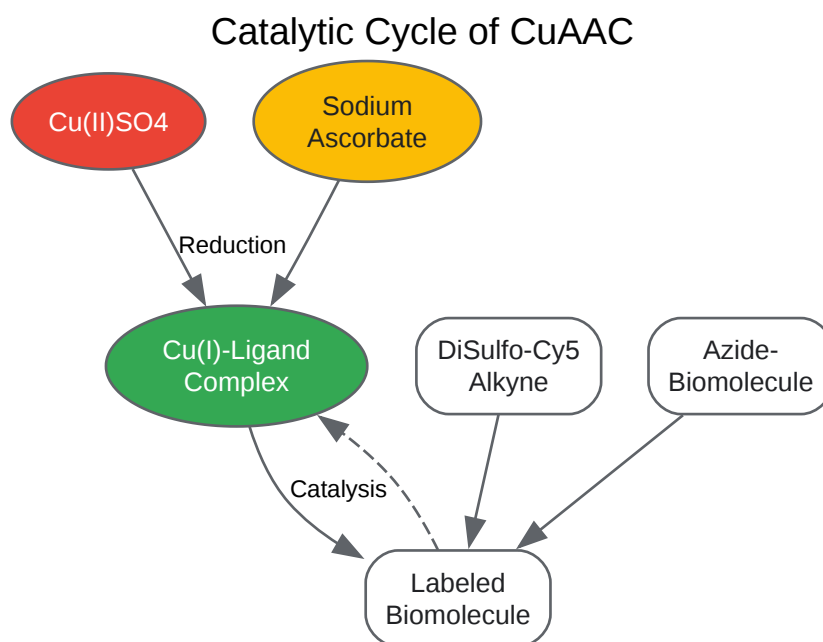 Catalytic Cycle of CuAAC
Cu(II)SO4
Sodium
Ascorbate
Reduction
Cu(I)-Ligand
Complex
DiSulfo-Cy5
Alkyne
Azide-
Biomolecule
Catalysis
Labeled
Biomolecule